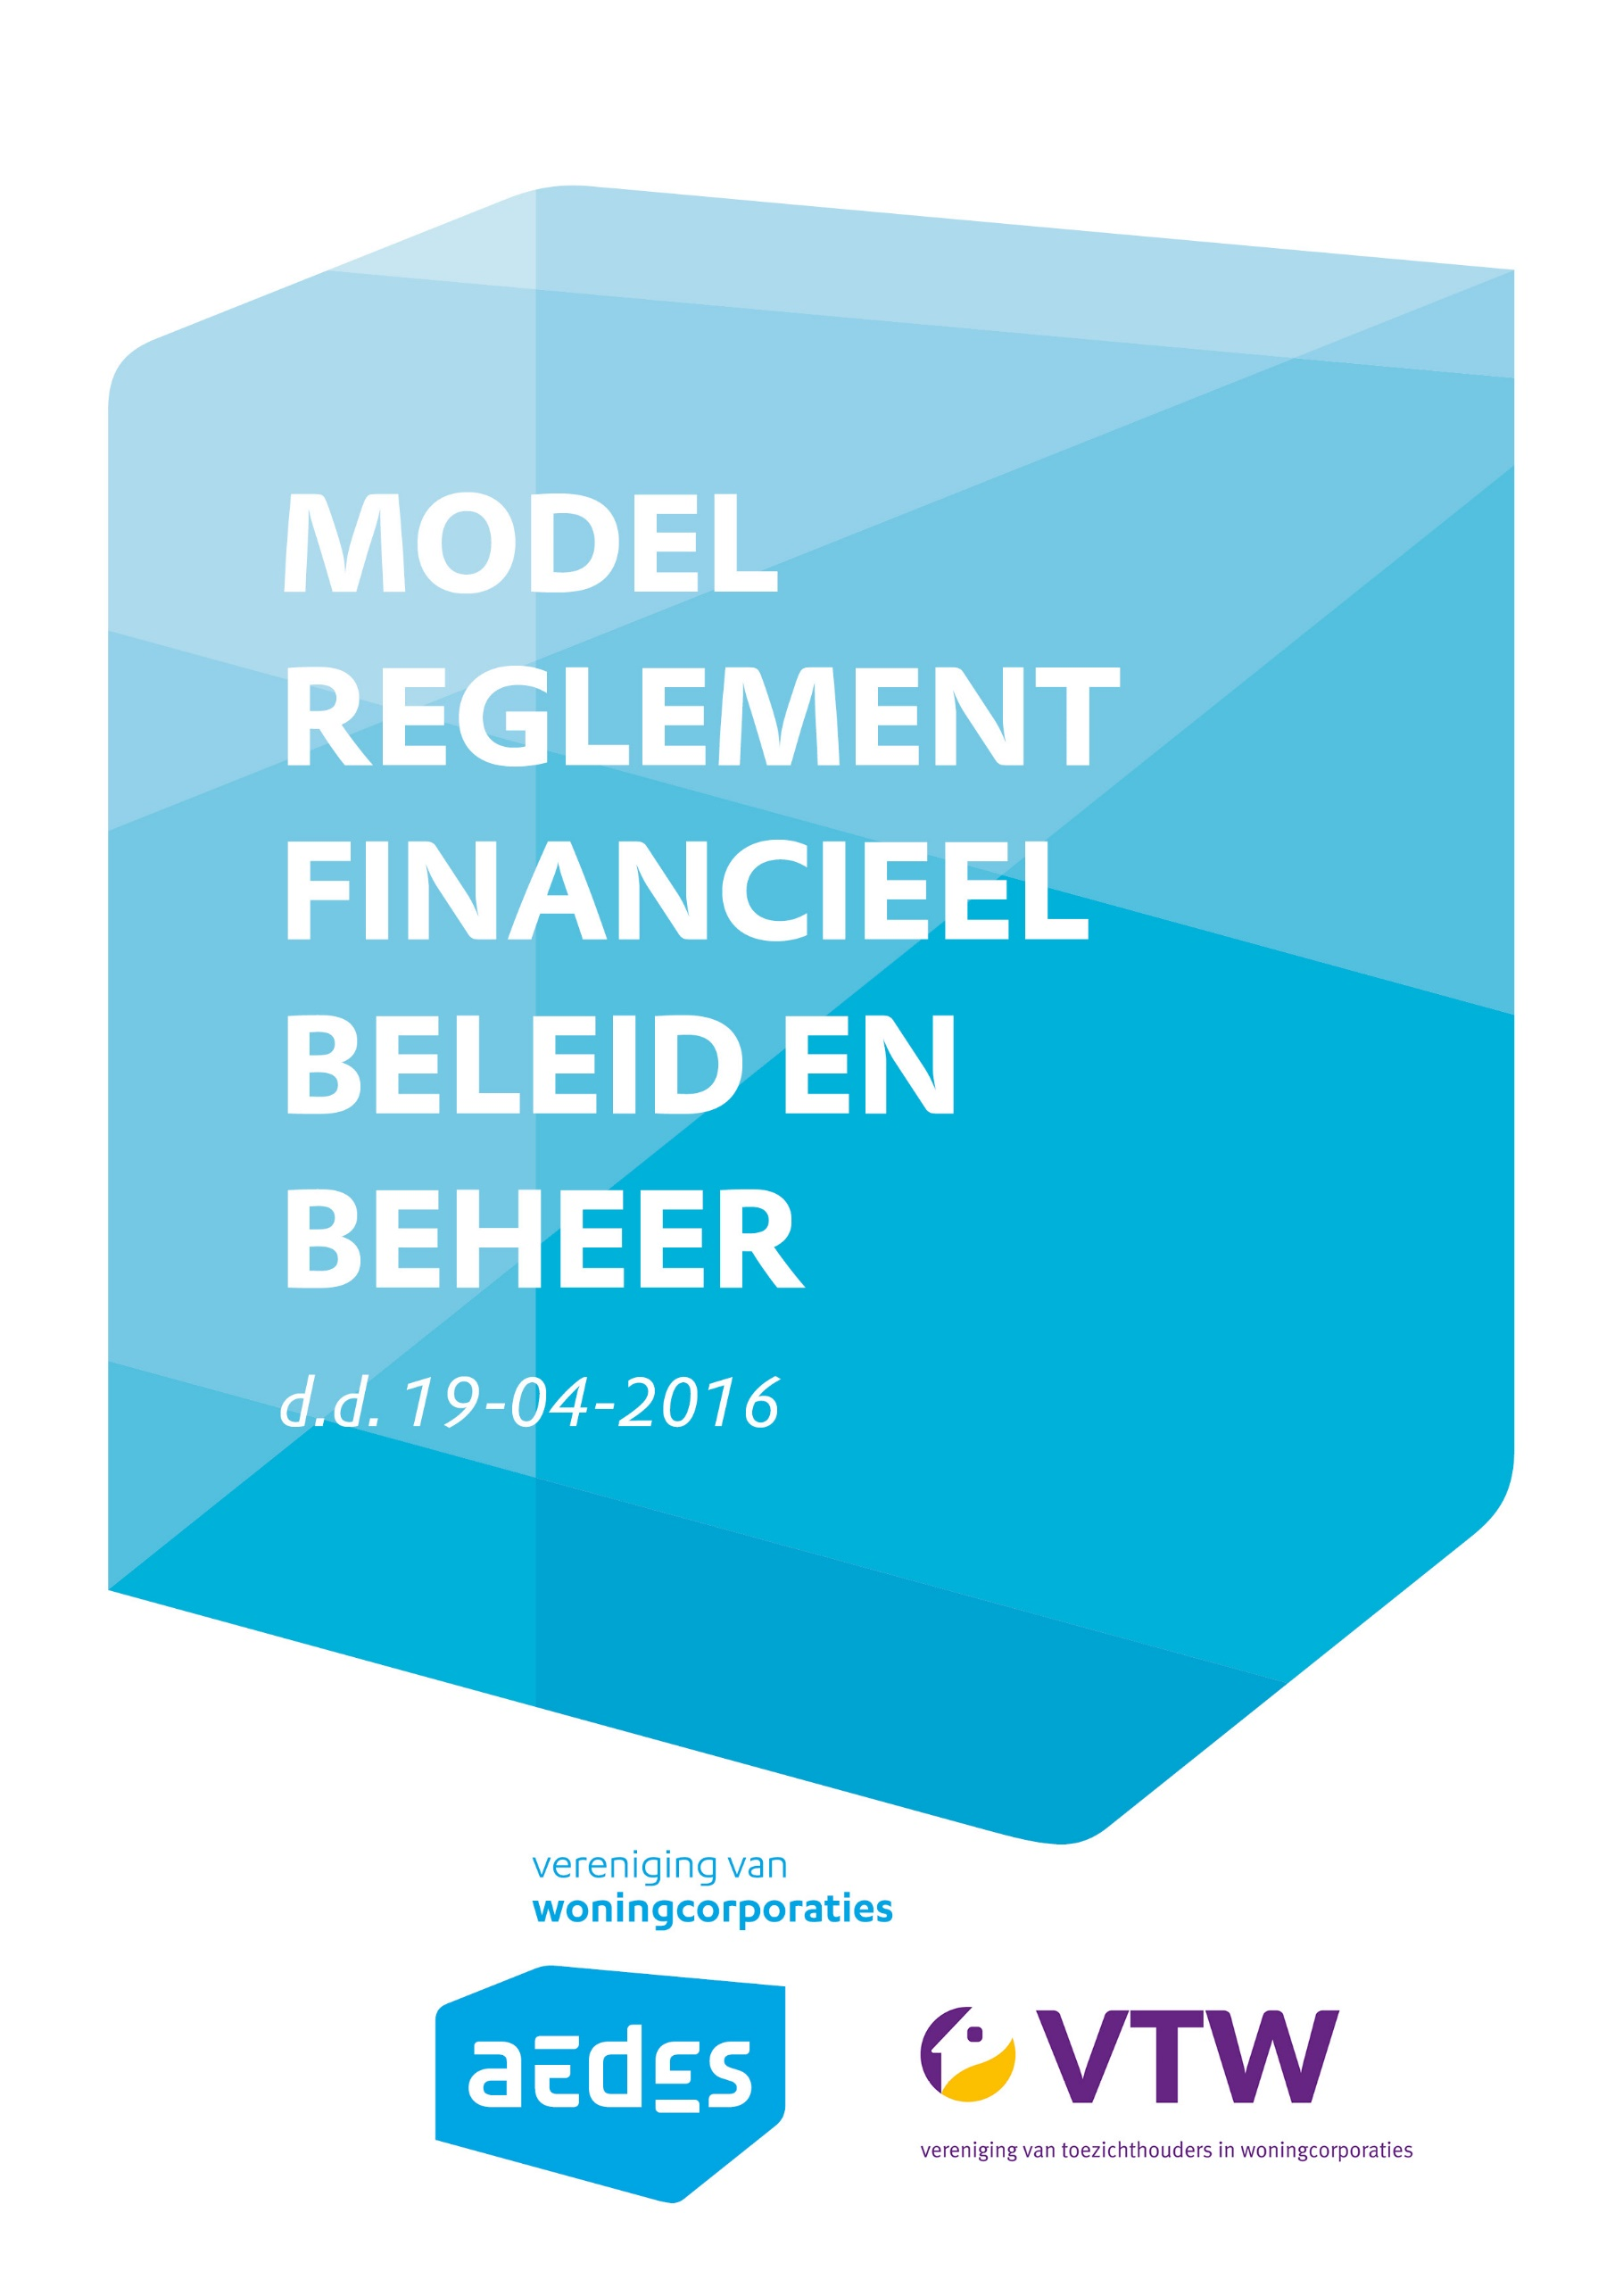 MODEL
REGLEMENT
FINANCIEEL
BELEID EN
BEHEER
d.d. 19-04-2016
vereniging van
woningcorporaties
aedes
VTW
vereniging van toezichthouders in woningcorporaties